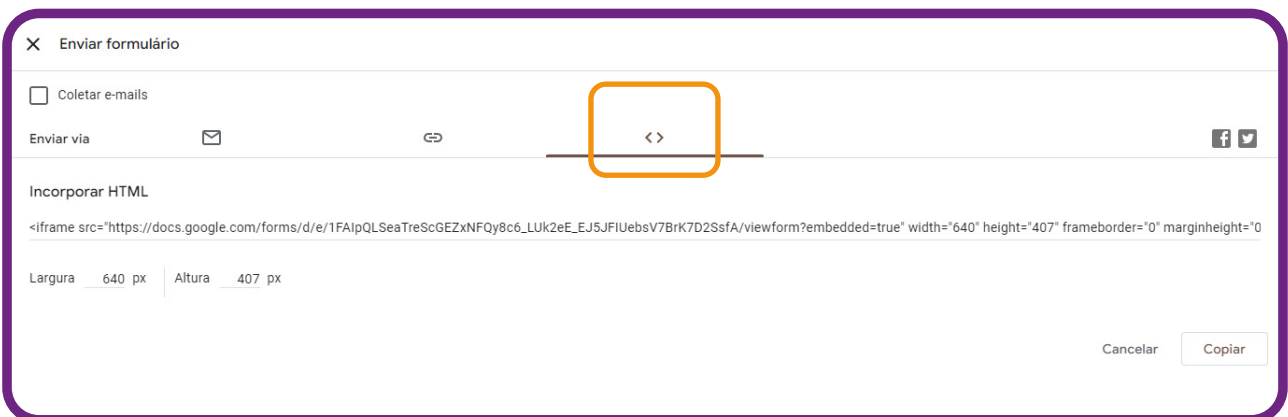 Enviar formulário
Coletar e-mails
Enviar via
<>
Incorporar HTML
<iframe src="https://docs.google.com/forms/d/e/1FAIpQLSeaTreScGEZxNFQy8c6_LUk2eE_EJ5JFIUebsV7BrK7D2SsfA/viewform?embedded=true" width="640" height="407" frameborder="0" marginheight="0
Largura 640 px Altura 407 px
Cancelar Copiar